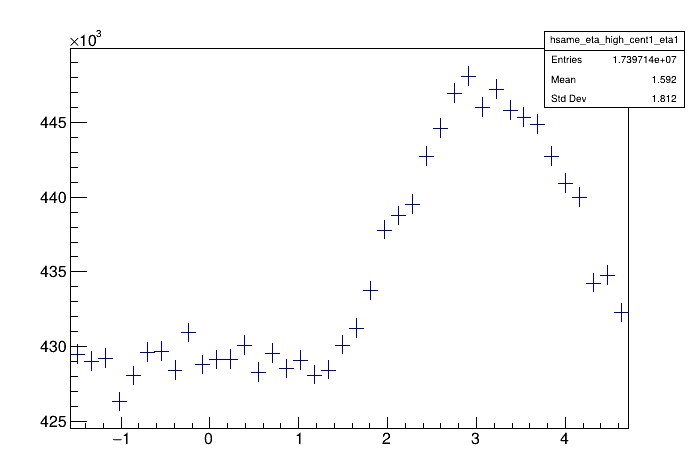 ×10³
hsame_eta_high_cent1_eta1
Entries 1.739714e+07
Mean 1.592
Std Dev 1.812
445
440
435
430
425
−1 0 1 2 3 4